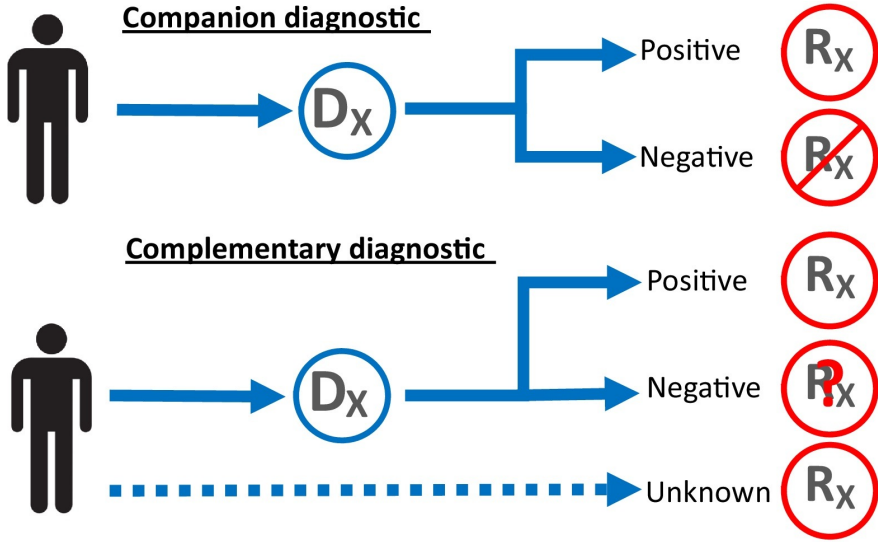 Companion diagnostic
Positive Rx
Dx
Negative Rx
Complementary diagnostic
Positive Rx
Dx
Negative Rx ?
Unknown Rx